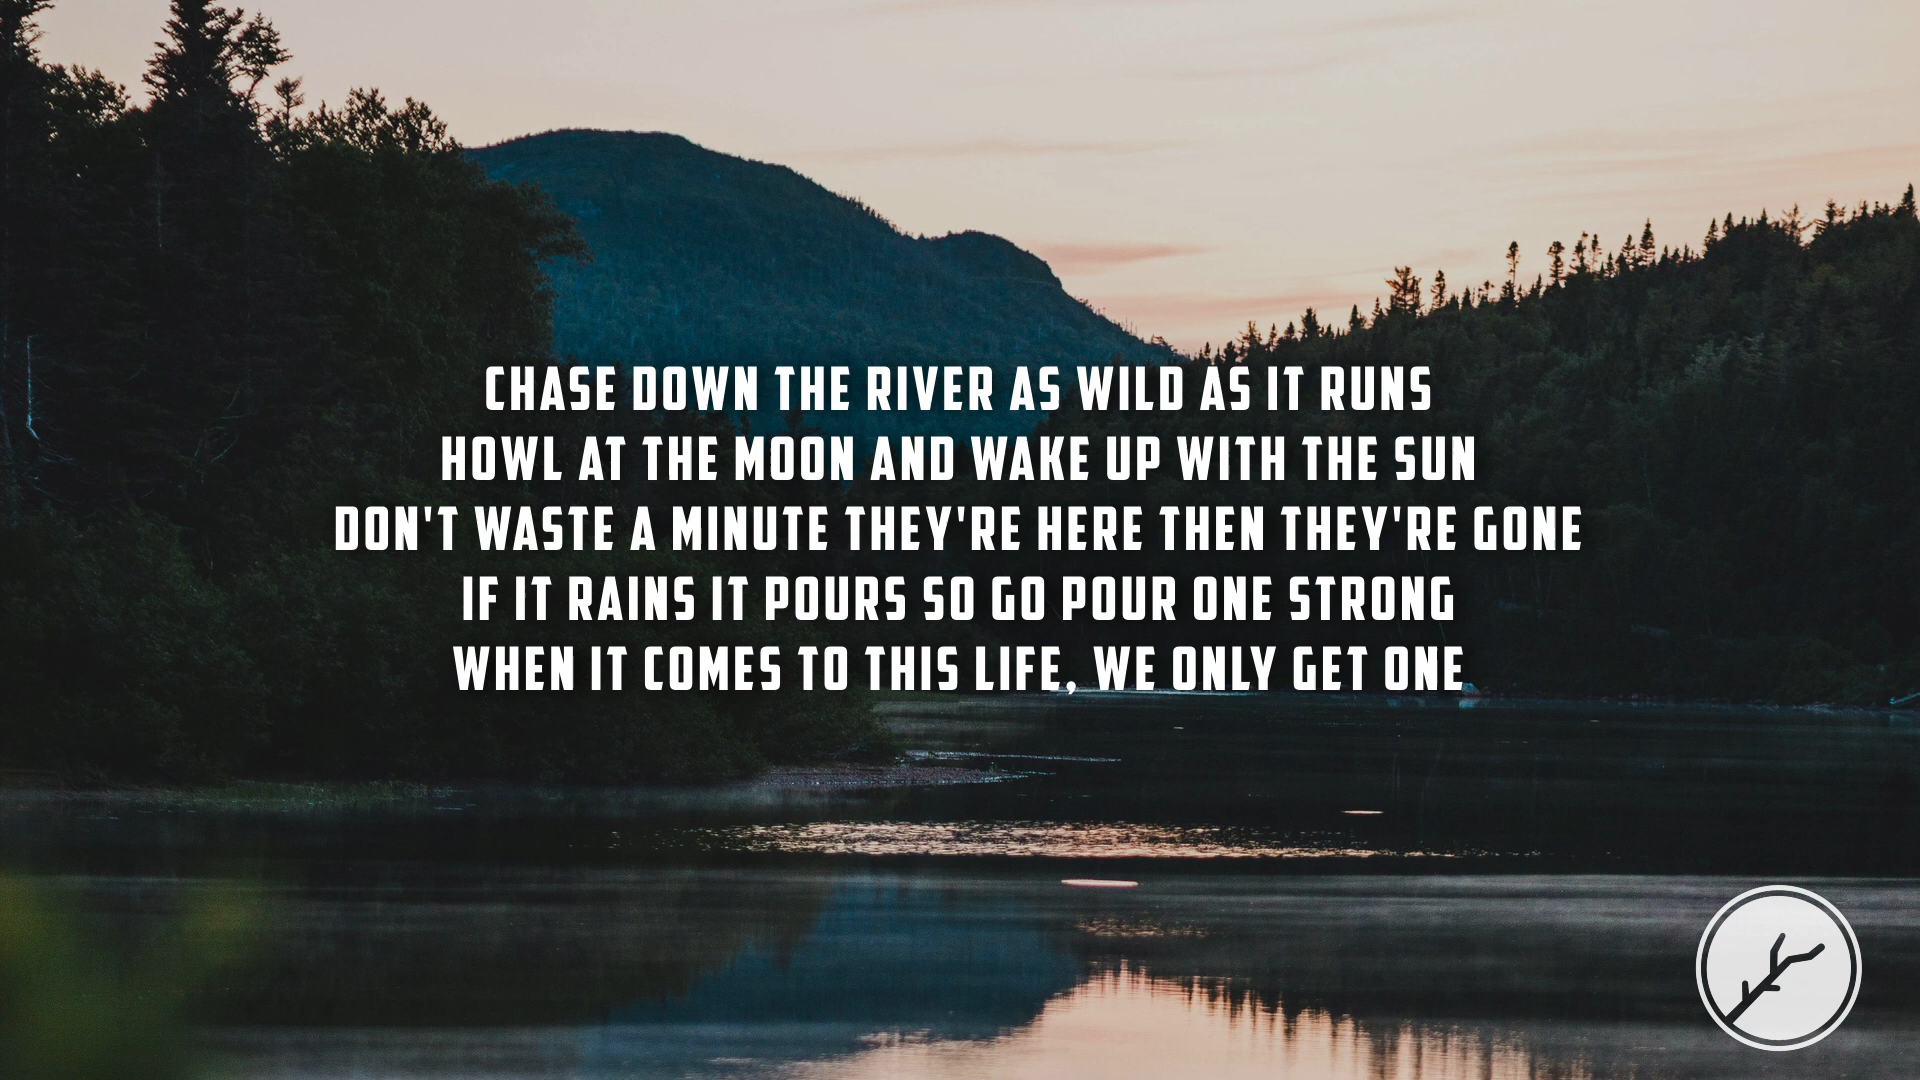 CHASE DOWN THE RIVER AS WILD AS IT RUNS
HOWL AT THE MOON AND WAKE UP WITH THE SUN
DON'T WASTE A MINUTE THEY'RE HERE THEN THEY'RE GONE
IF IT RAINS IT POURS SO GO POUR ONE STRONG
WHEN IT COMES TO THIS LIFE, WE ONLY GET ONE